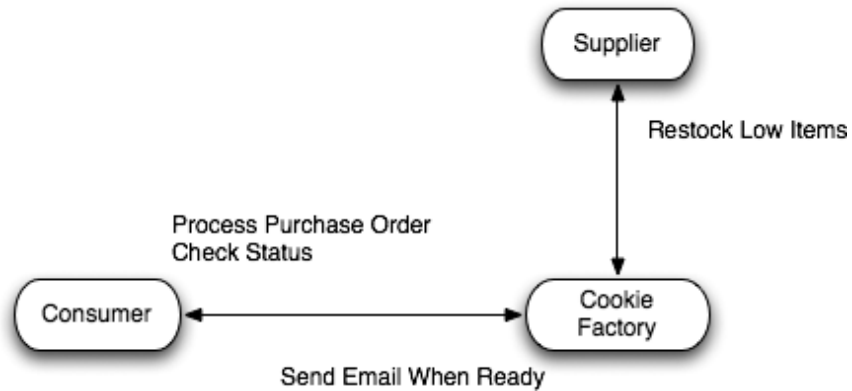 Supplier
Restock Low Items
Process Purchase Order
Check Status
Consumer
Cookie
Factory
Send Email When Ready